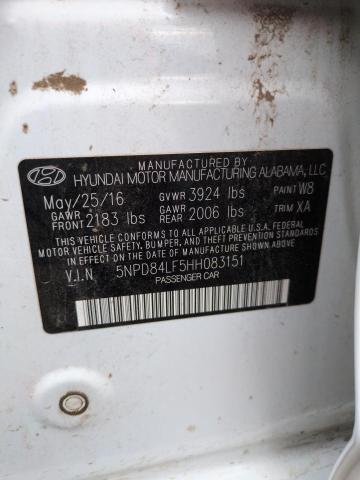 MANUFACTURED BY
HYUNDAI MOTOR MANUFACTURING ALABAMA, LLC
May/25/16 GVWR 3924 lbs PAINT W8
GAWR FRONT 2183 lbs GAWR REAR 2006 lbs TRIM XA
THIS VEHICLE CONFORMS TO ALL APPLICABLE FEDERAL
MOTOR VEHICLE SAFETY, BUMPER, AND THEFT PREVENTION
STANDARDS IN EFFECT ON THE DATE OF
MANUFACTURE SHOWN ABOVE.
V.I.N 5NPD84LF5HH083151
PASSENGER CAR